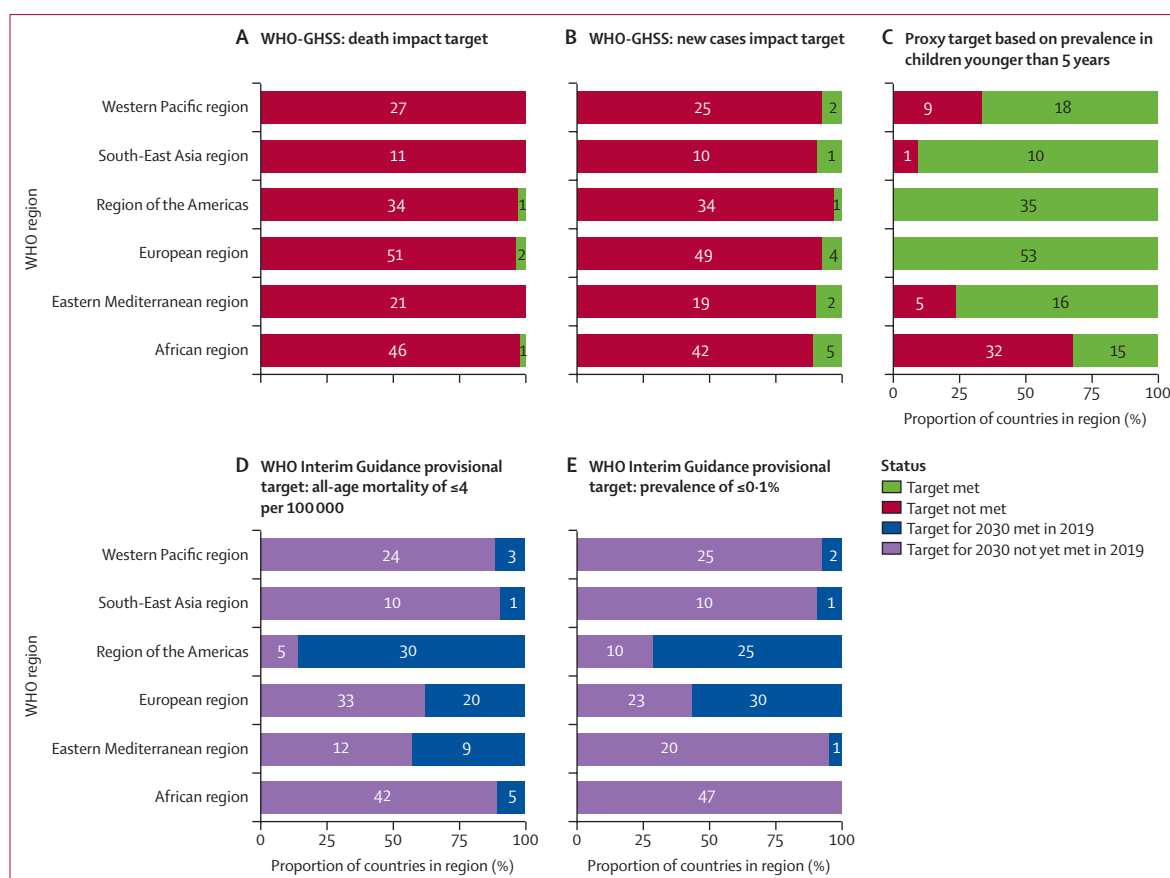 A WHO-GHSS: death impact target
B WHO-GHSS: new cases impact target
C Proxy target based on prevalence in
children younger than 5 years
WHO region
Western Pacific region
27
25
2
9
18
South-East Asia region
11
10
1
1
10
Region of the Americas
34
1
34
1
35
European region
51
2
49
4
53
Eastern Mediterranean region
21
19
2
5
16
African region
46
1
42
5
32
15
0 25 50 75 100
Proportion of countries in region (%)
D WHO Interim Guidance provisional
target: all-age mortality of ≤4
per 100 000
E WHO Interim Guidance provisional
target: prevalence of ≤0·1%
Status
Target met
Target not met
Target for 2030 met in 2019
Target for 2030 not yet met in 2019
WHO region
Western Pacific region
24
3
25
2
South-East Asia region
10
1
10
1
Region of the Americas
5
30
10
25
European region
33
20
23
30
Eastern Mediterranean region
12
9
20
1
African region
42
5
47
0 25 50 75 100
Proportion of countries in region (%)
0 25 50 75 100
Proportion of countries in region (%)